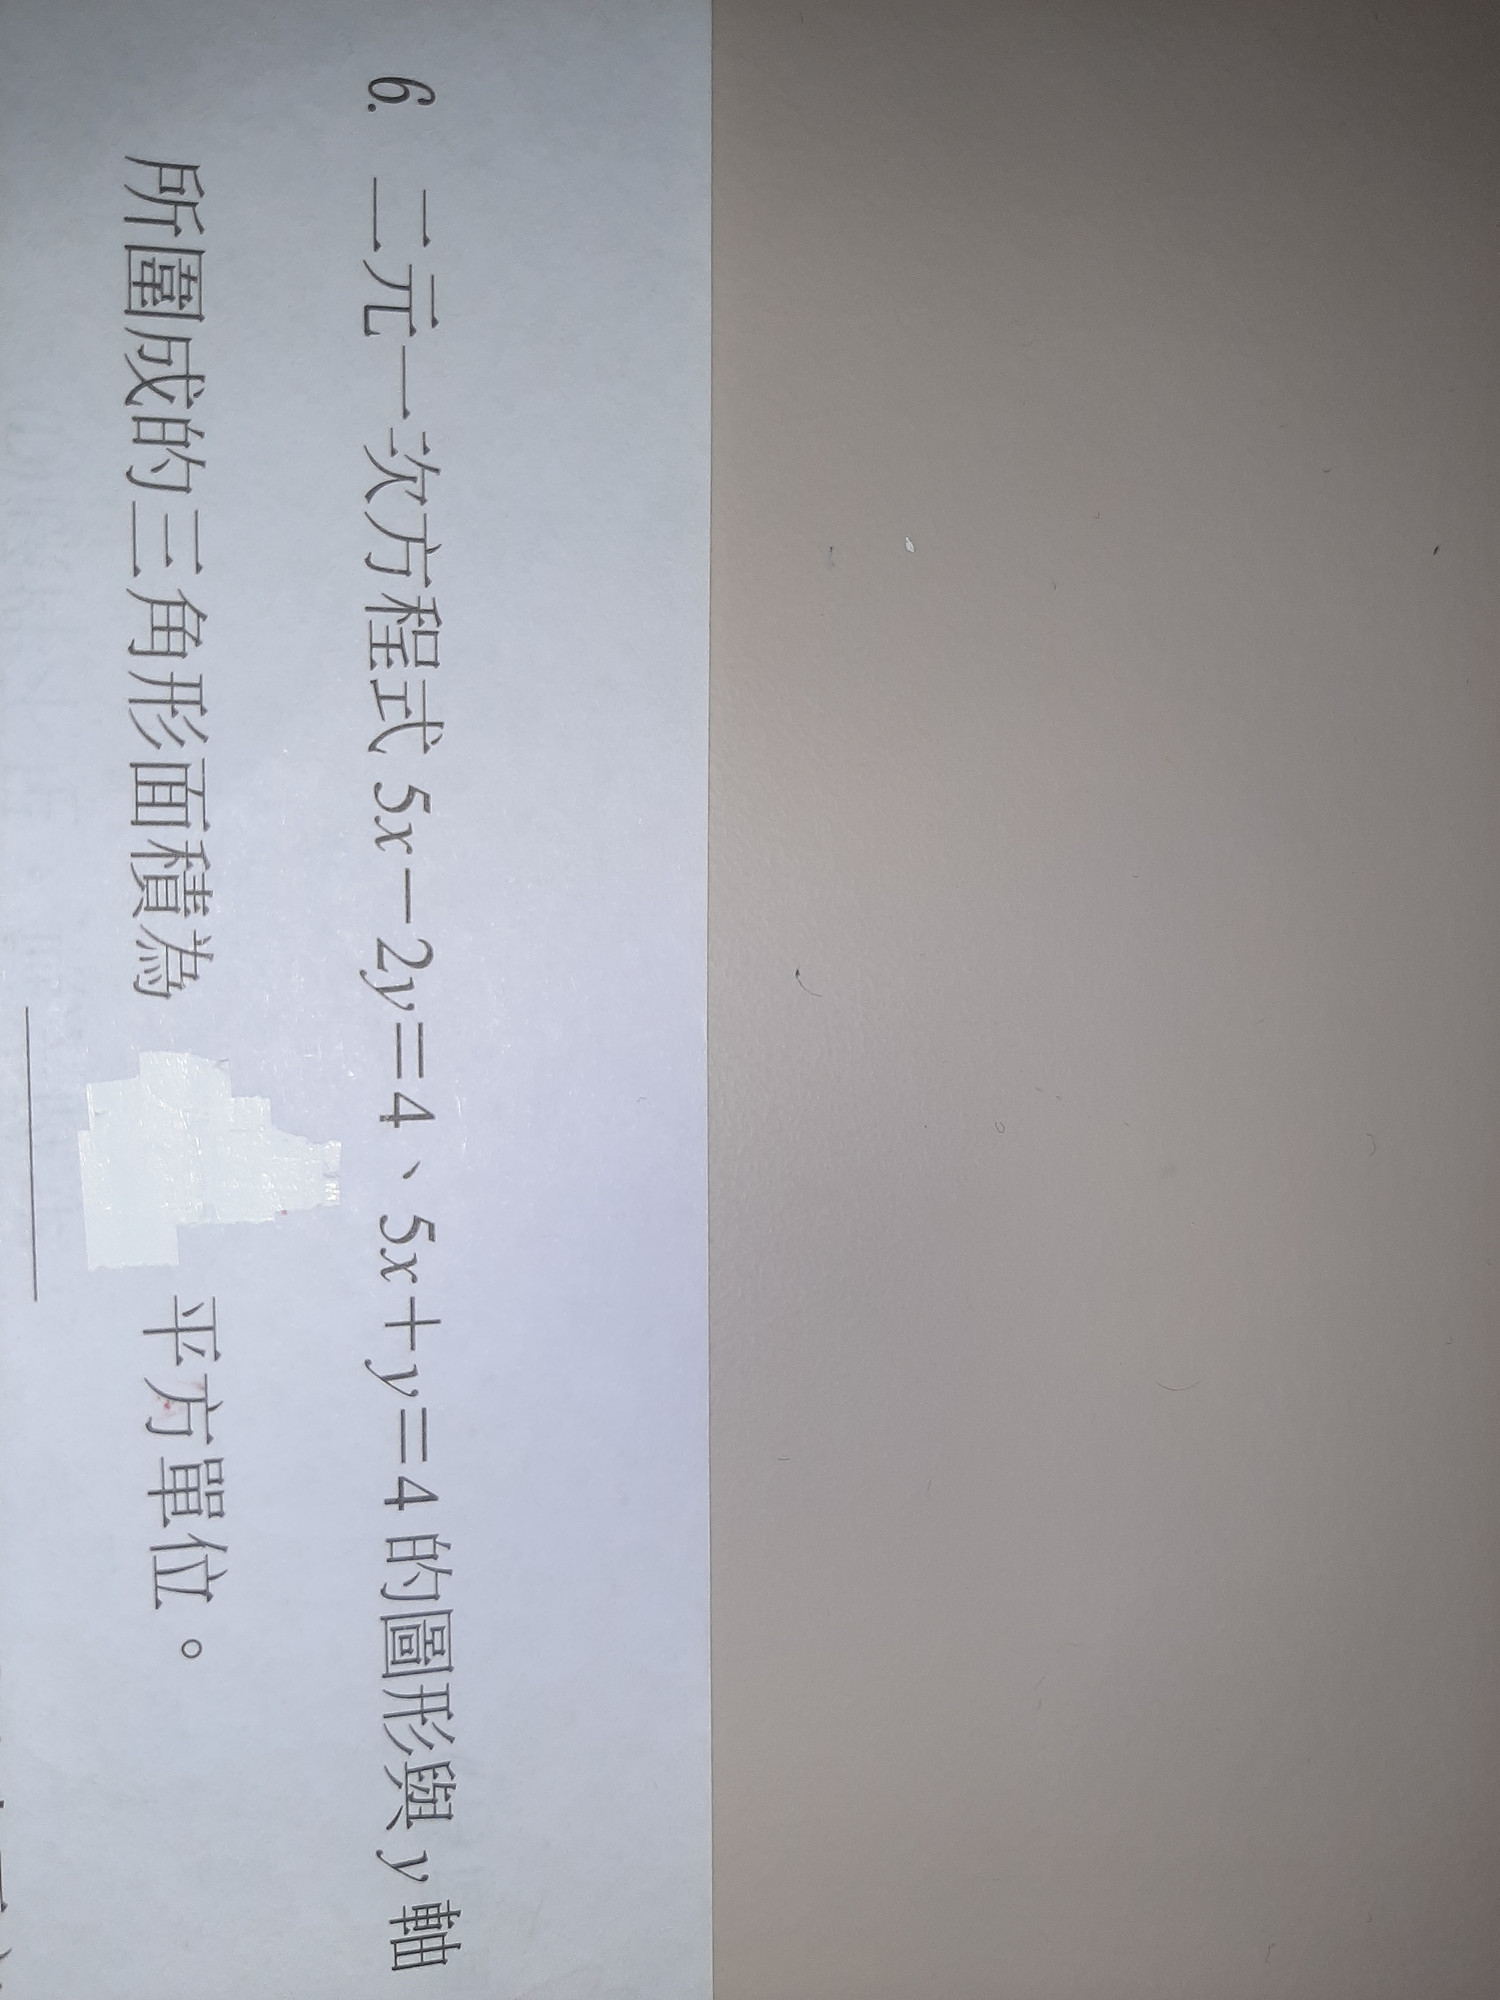 6. 二元一次方程式 5x－2y＝4、5x＋y＝4 的圖形與 y 軸
所圍成的三角形面積為 平方單位。